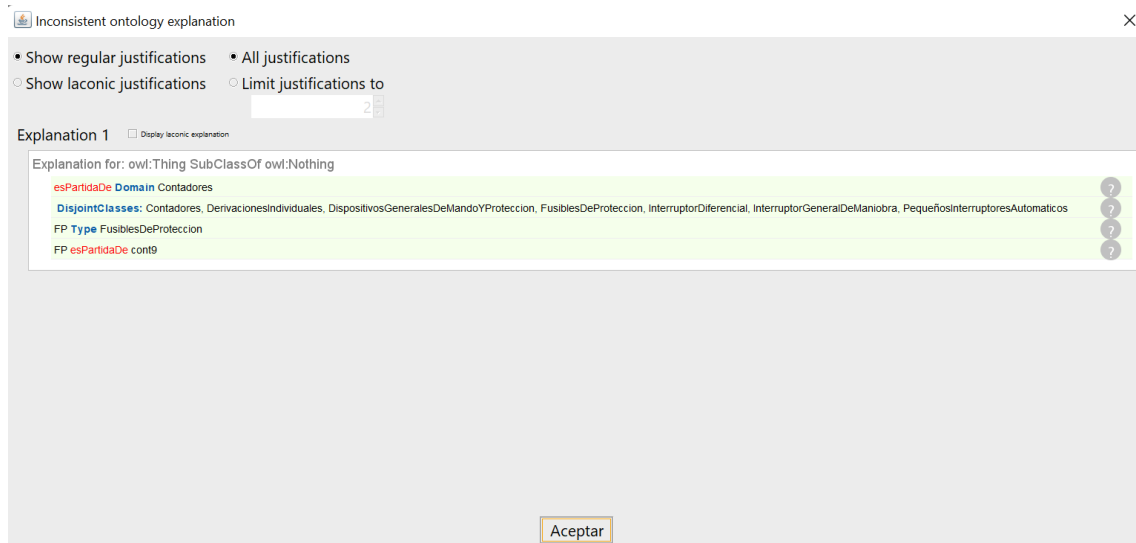 Inconsistent ontology explanation
Show regular justifications All justifications
Show laconic justifications Limit justifications to
2
Explanation 1 Display laconic explanation
Explanation for: owl:Thing SubClassOf owl:Nothing
esPartidaDe Domain Contadores ?
DisjointClasses: Contadores, DerivacionesIndividuales, DispositivosGeneralesDeMandoYProteccion, FusiblesDeProteccion, InterruptorDiferencial, InterruptorGeneralDeManiobra, PequeñosInterruptoresAutomaticos ?
FP Type FusiblesDeProteccion ?
FP esPartidaDe cont9 ?
Aceptar